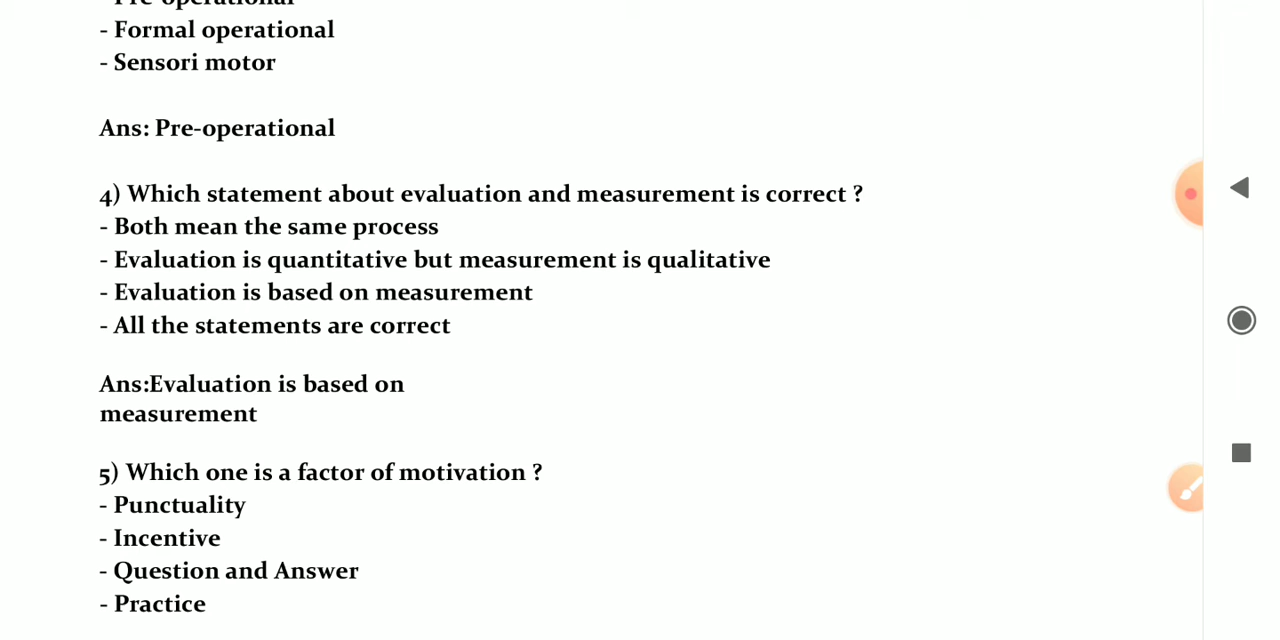 - Pre-operational
- Formal operational
- Sensori motor
Ans: Pre-operational
4) Which statement about evaluation and measurement is correct ?
- Both mean the same process
- Evaluation is quantitative but measurement is qualitative
- Evaluation is based on measurement
- All the statements are correct
Ans:Evaluation is based on
measurement
5) Which one is a factor of motivation ?
- Punctuality
- Incentive
- Question and Answer
- Practice